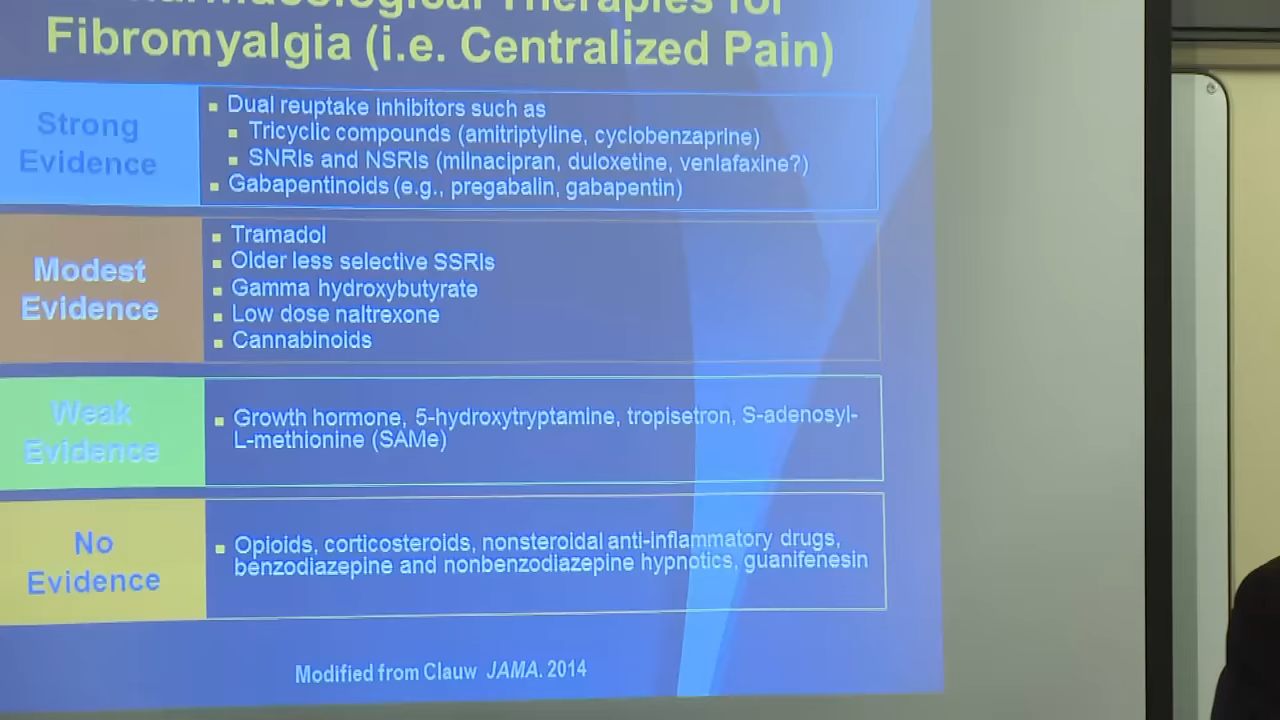 Pharmacological Therapies for
Fibromyalgia (i.e. Centralized Pain)
Strong
Evidence
Dual reuptake inhibitors such as
Tricyclic compounds (amitriptyline, cyclobenzaprine)
SNRIs and NSRIs (milnacipran, duloxetine, venlafaxine?)
Gabapentinoids (e.g., pregabalin, gabapentin)
Modest
Evidence
Tramadol
Older less selective SSRIs
Gamma hydroxybutyrate
Low dose naltrexone
Cannabinoids
Weak
Evidence
Growth hormone, 5-hydroxytryptamine, tropisetron, S-adenosyl-
L-methionine (SAMe)
No
Evidence
Opioids, corticosteroids, nonsteroidal anti-inflammatory drugs,
benzodiazepine and nonbenzodiazepine hypnotics, guanifenesin
Modified from Clauw JAMA. 2014